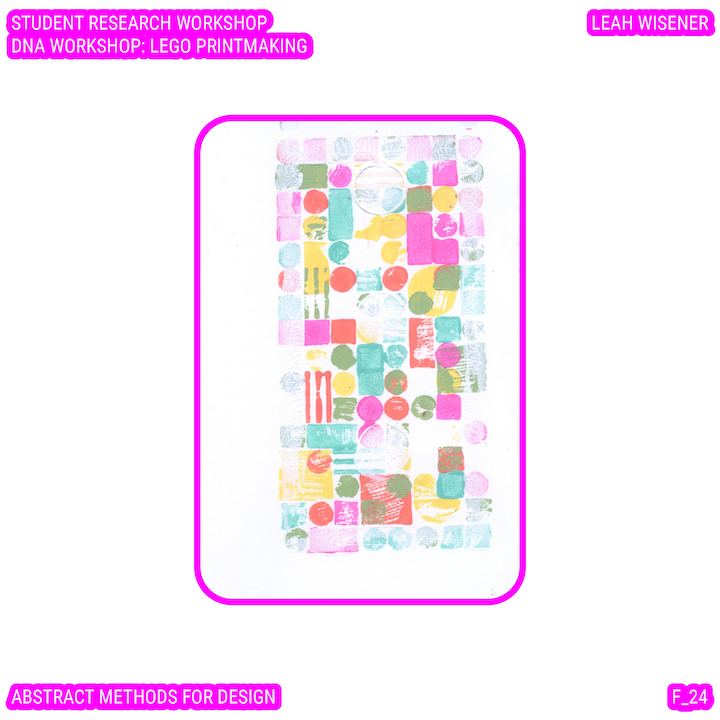 STUDENT RESEARCH WORKSHOP
DNA WORKSHOP: LEGO PRINTMAKING
LEAH WISENER
ABSTRACT METHODS FOR DESIGN
F_24